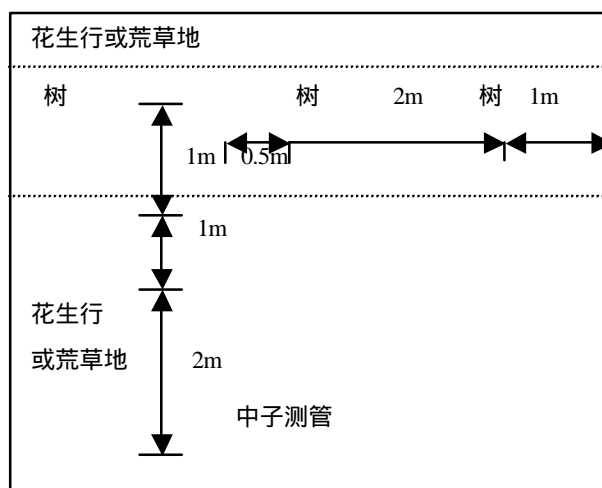 花生行或荒草地
树 树 2m 树 1m
1m 0.5m
1m
花生行
或荒草地 2m
中子测管